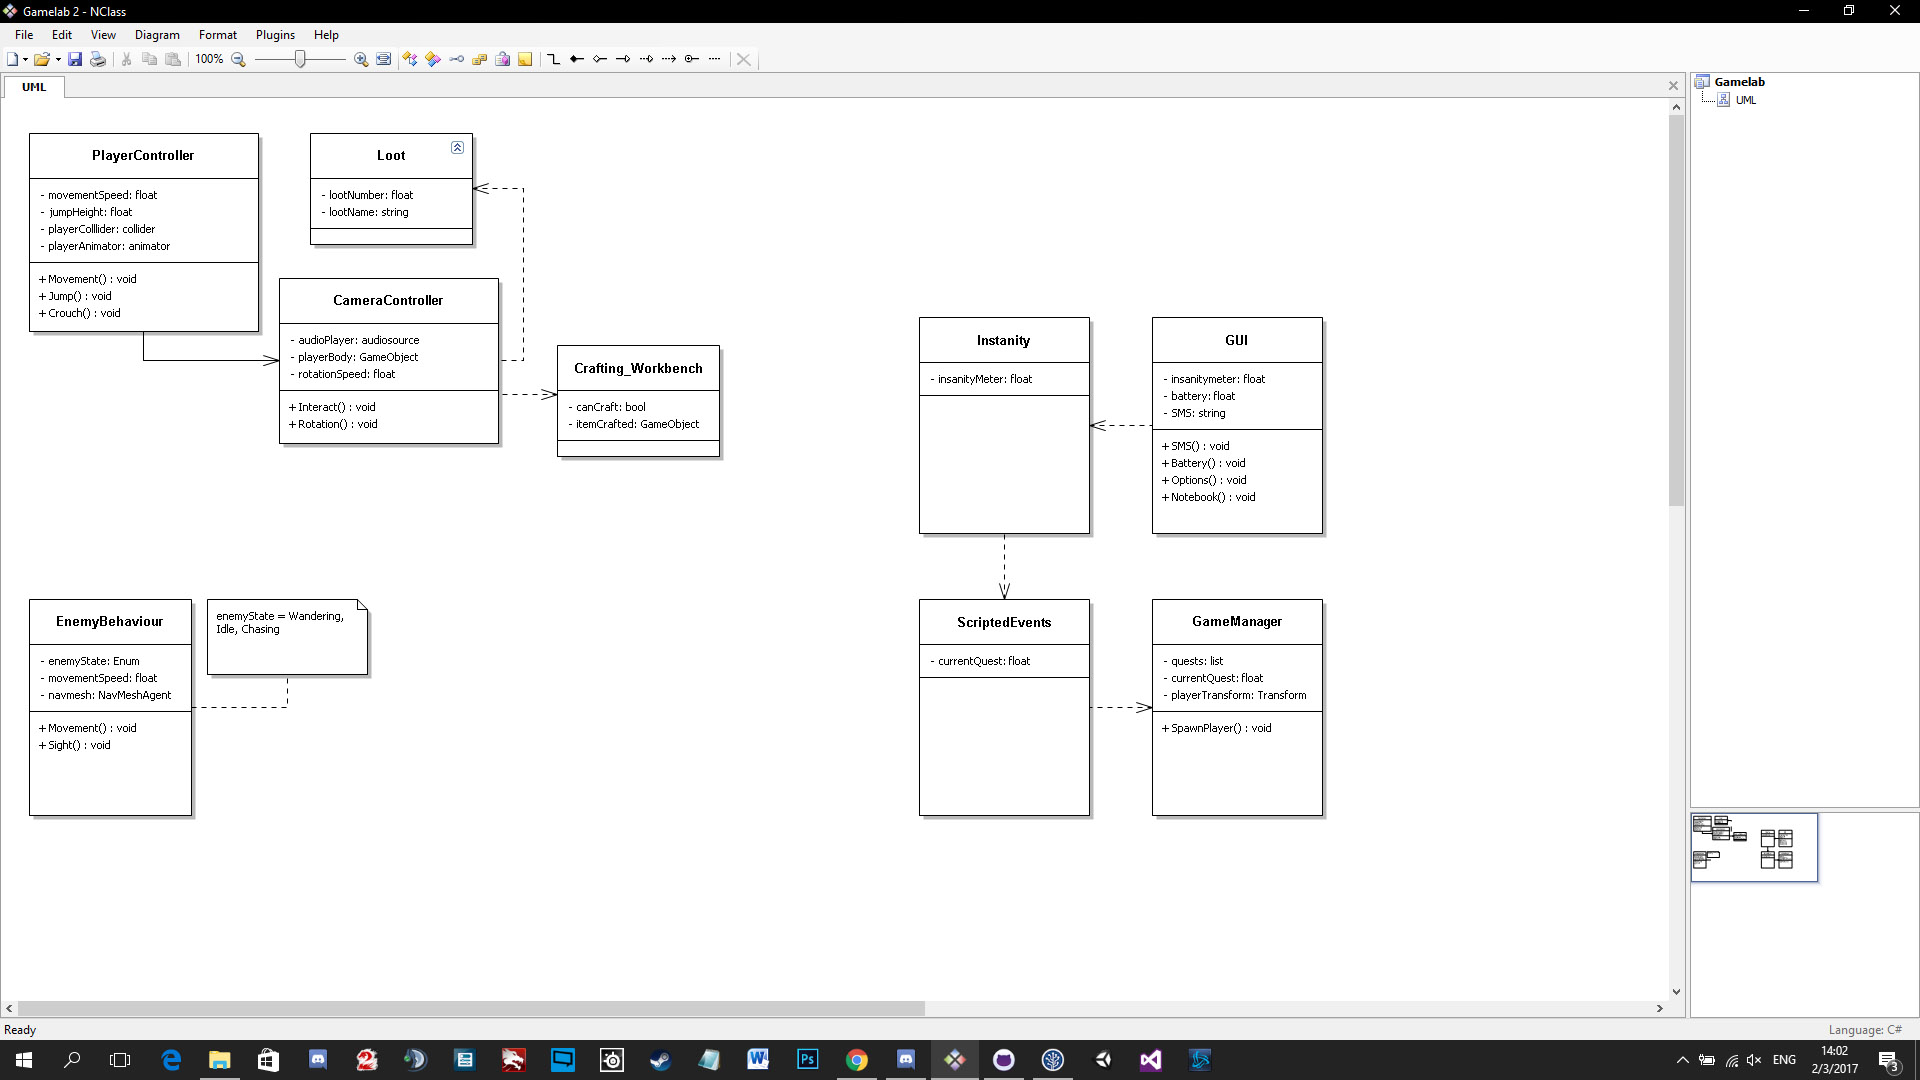 Gamelab 2 - NClass
File Edit View Diagram Format Plugins Help
100%
UML
PlayerController
- movementSpeed: float
- jumpHeight: float
- playerColllider: collider
- playerAnimator: animator
+ Movement() : void
+ Jump() : void
+ Crouch() : void
Loot
- lootNumber: float
- lootName: string
CameraController
- audioPlayer: audiosource
- playerBody: GameObject
- rotationSpeed: float
+ Interact() : void
+ Rotation() : void
Crafting_Workbench
- canCraft: bool
- itemCrafted: GameObject
Instanity
- insanityMeter: float
GUI
- insanitymeter: float
- battery: float
- SMS: string
+ SMS() : void
+ Battery() : void
+ Options() : void
+ Notebook() : void
EnemyBehaviour
- enemyState: Enum
- movementSpeed: float
- navmesh: NavMeshAgent
+ Movement() : void
+ Sight() : void
enemyState = Wandering,
Idle, Chasing
ScriptedEvents
- currentQuest: float
GameManager
- quests: list
- currentQuest: float
- playerTransform: Transform
+ SpawnPlayer() : void
Gamelab
UML
Ready
Language: C#
ENG
14:02
2/3/2017
3